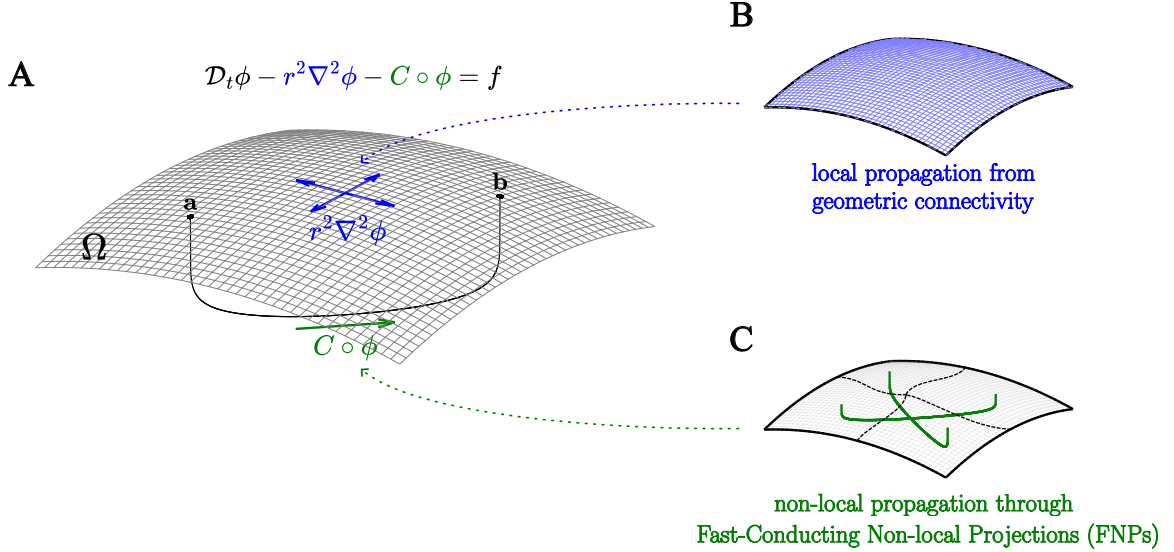 A
𝒟ₜϕ − r²∇²ϕ − C ∘ ϕ = f
a
b
r²∇²ϕ
Ω
C ∘ ϕ
B
local propagation from
geometric connectivity
C
non-local propagation through
Fast-Conducting Non-local Projections (FNPs)